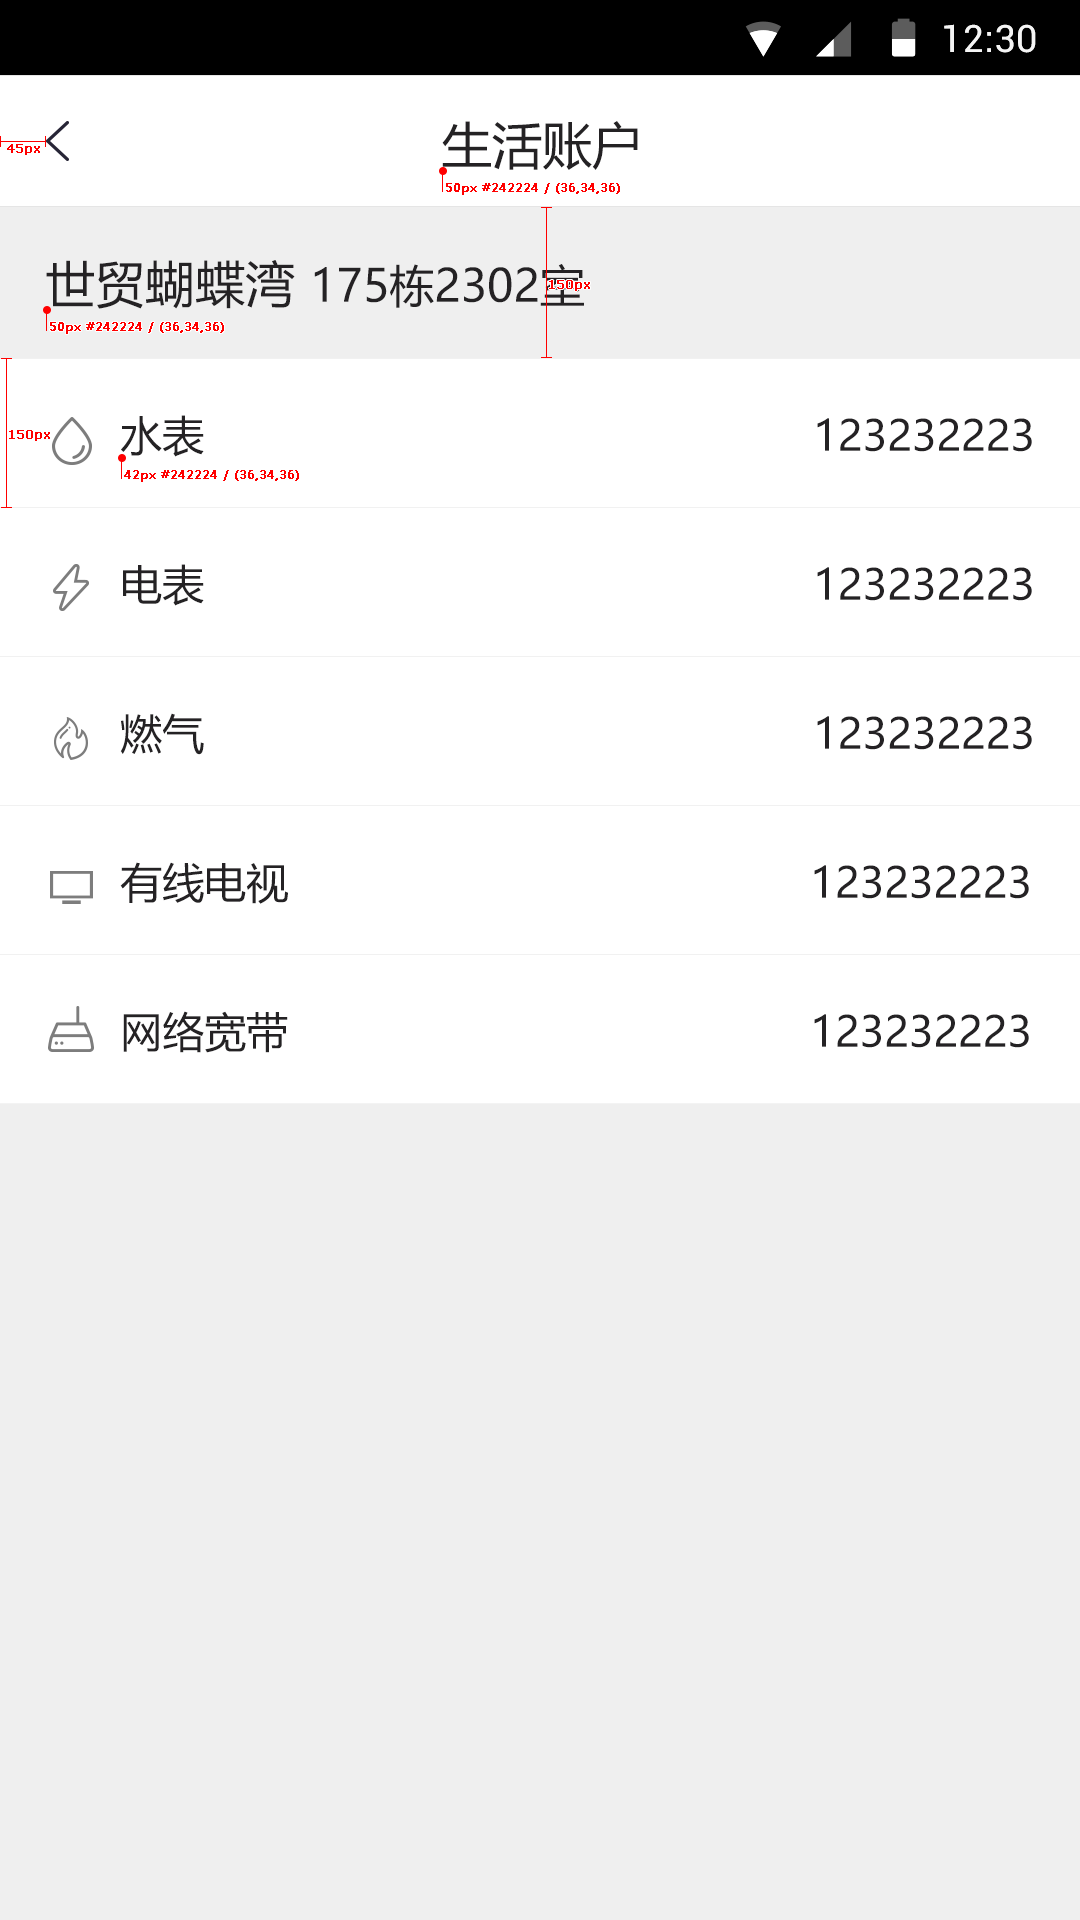 12:30
45px
生活账户
50px #242224 / (36,34,36)
世贸蝴蝶湾 175栋2302室
150px
50px #242224 / (36,34,36)
150px
水表 123232223
42px #242224 / (36,34,36)
电表 123232223
燃气 123232223
有线电视 123232223
网络宽带 123232223